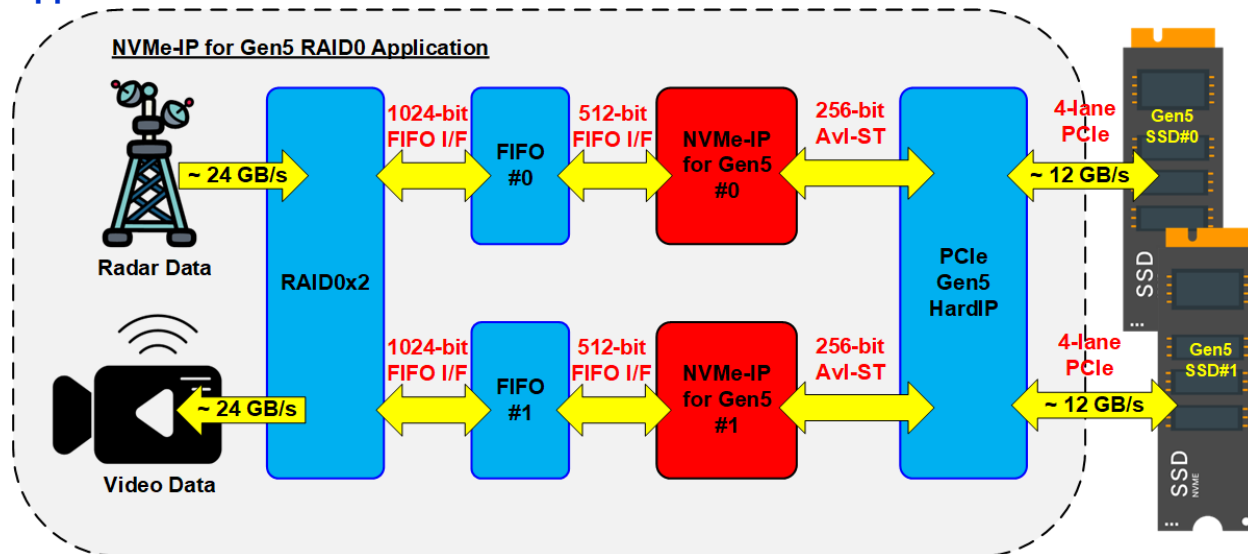 NVMe-IP for Gen5 RAID0 Application
Radar Data
~ 24 GB/s
RAID0x2
1024-bit
FIFO I/F
FIFO
#0
512-bit
FIFO I/F
NVMe-IP
for Gen5
#0
256-bit
Avl-ST
PCIe
Gen5
HardIP
4-lane
PCIe
~ 12 GB/s
Gen5
SSD#0
SSD
Video Data
~ 24 GB/s
1024-bit
FIFO I/F
FIFO
#1
512-bit
FIFO I/F
NVMe-IP
for Gen5
#1
256-bit
Avl-ST
4-lane
PCIe
~ 12 GB/s
Gen5
SSD#1
SSD
NVME